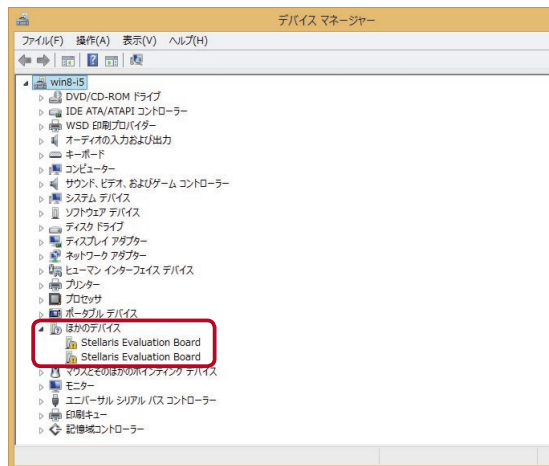 デバイス マネージャー
ファイル(F) 操作(A) 表示(V) ヘルプ(H)
win8-i5
DVD/CD-ROM ドライブ
IDE ATA/ATAPI コントローラー
WSD 印刷プロバイダー
オーディオの入力および出力
キーボード
コンピューター
サウンド、ビデオ、およびゲーム コントローラー
システム デバイス
ソフトウェア デバイス
ディスク ドライブ
ディスプレイ アダプター
ネットワーク アダプター
ヒューマン インターフェイス デバイス
プリンター
プロセッサ
ポータブル デバイス
ほかのデバイス
Stellaris Evaluation Board
Stellaris Evaluation Board
マウスとそのほかのポインティング デバイス
モニター
ユニバーサル シリアル バス コントローラー
印刷キュー
記憶域コントローラー